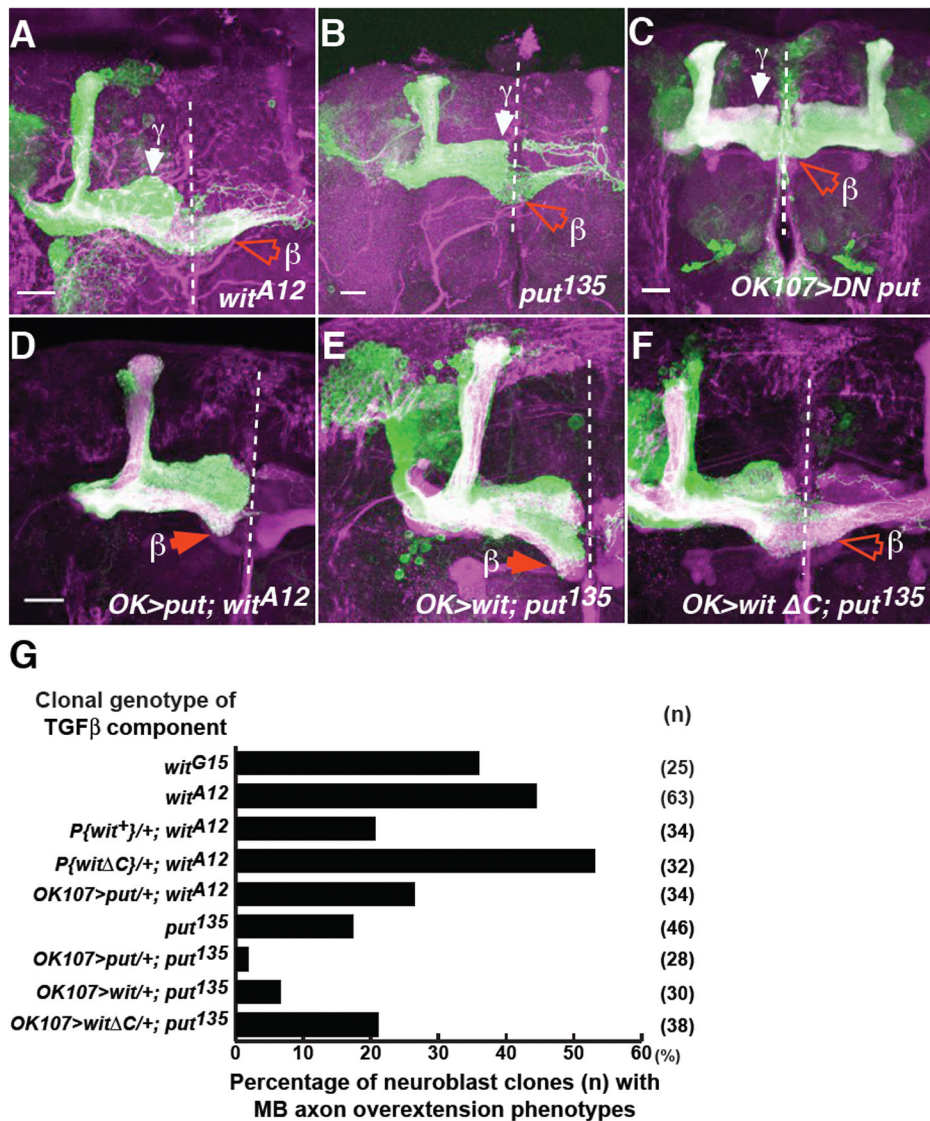 A
γ
β
witᴬ¹²
B
γ
β
put¹³⁵
C
γ
β
OK107>DN put
D
β
OK>put; witᴬ¹²
E
β
OK>wit; put¹³⁵
F
β
OK>wit ΔC; put¹³⁵
G
Clonal genotype of
TGFβ component
(n)
witᴳ¹⁵ (25)
witᴬ¹² (63)
P{wit⁺}/+; witᴬ¹² (34)
P{witΔC}/+; witᴬ¹² (32)
OK107>put/+; witᴬ¹² (34)
put¹³⁵ (46)
OK107>put/+; put¹³⁵ (28)
OK107>wit/+; put¹³⁵ (30)
OK107>witΔC/+; put¹³⁵ (38)
0 10 20 30 40 50 60 (%)
Percentage of neuroblast clones (n) with
MB axon overextension phenotypes